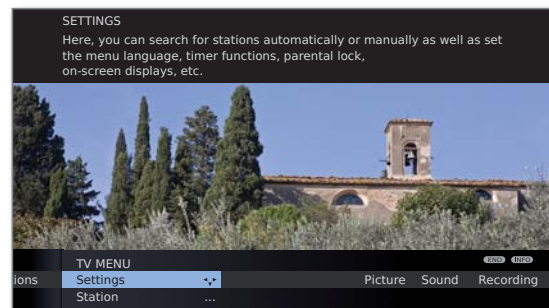 SETTINGS
Here, you can search for stations automatically or manually as well as set
the menu language, timer functions, parental lock,
on-screen displays, etc.
TV MENU END INFO
ions Settings Picture Sound Recording
Station ...